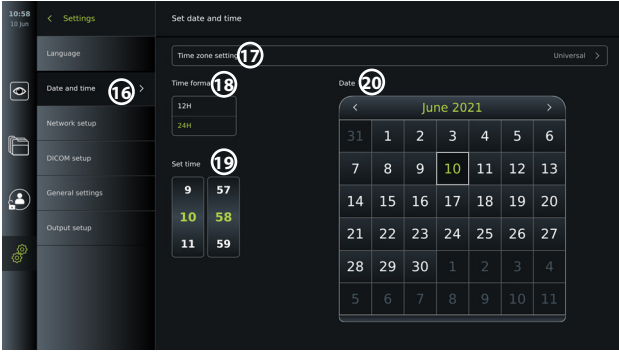 10:58
10 Jun
Settings
Set date and time
Language
Time zone setting
17
Universal
Date and time
16
Time format
18
Date
20
12H
24H
June 2021
31 1 2 3 4 5 6
7 8 9 10 11 12 13
14 15 16 17 18 19 20
21 22 23 24 25 26 27
28 29 30 1 2 3 4
5 6 7 8 9 10 11
Network setup
DICOM setup
Set time
19
9 57
10 58
11 59
General settings
Output setup